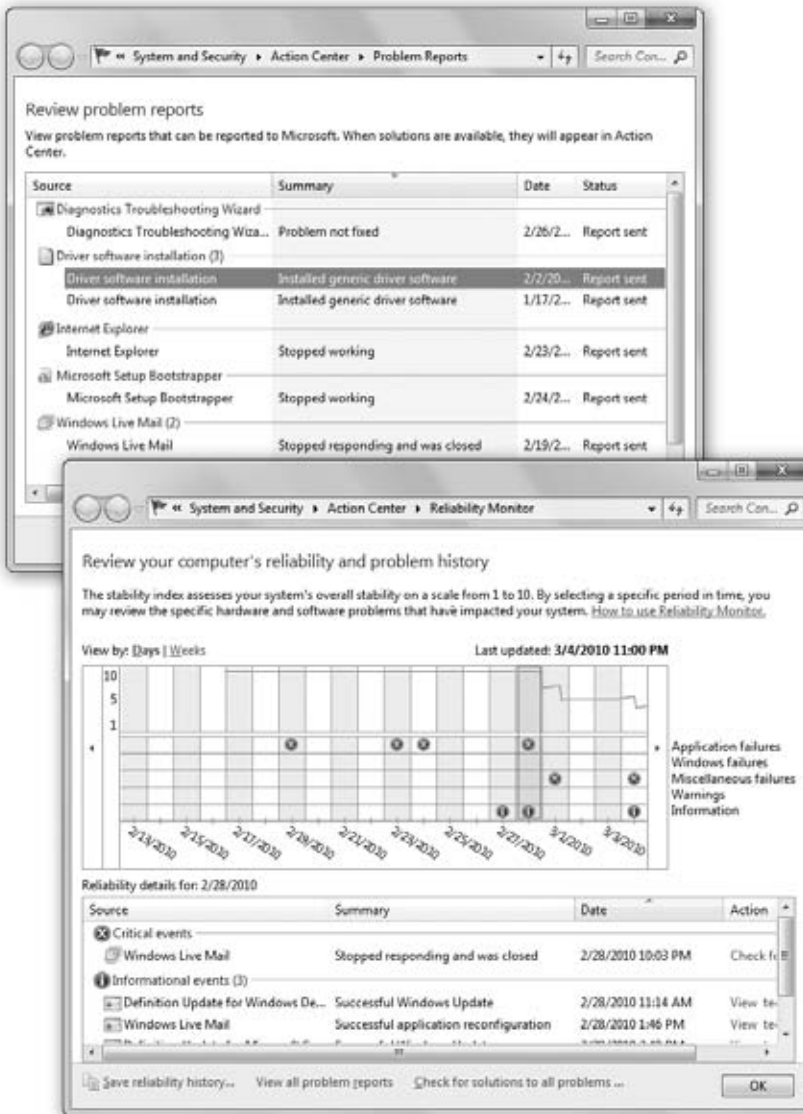 « System and Security ▸ Action Center ▸ Problem Reports
Search Con...
Review problem reports
View problem reports that can be reported to Microsoft. When solutions are available, they will appear in Action
Center.
Source Summary Date Status
Diagnostics Troubleshooting Wizard
Diagnostics Troubleshooting Wiza... Problem not fixed 2/26/2... Report sent
Driver software installation (3)
Driver software installation Installed generic driver software 2/2/20... Report sent
Driver software installation Installed generic driver software 1/17/2... Report sent
Internet Explorer
Internet Explorer Stopped working 2/23/2... Report sent
Microsoft Setup Bootstrapper
Microsoft Setup Bootstrapper Stopped working 2/24/2... Report sent
Windows Live Mail (2)
Windows Live Mail Stopped responding and was closed 2/19/2... Report sent
« System and Security ▸ Action Center ▸ Reliability Monitor
Search Con...
Review your computer's reliability and problem history
The stability index assesses your system's overall stability on a scale from 1 to 10. By selecting a specific period in time, you
may review the specific hardware and software problems that have impacted your system. How to use Reliability Monitor.
View by: Days | Weeks Last updated: 3/4/2010 11:00 PM
10
5
1
Application failures
Windows failures
Miscellaneous failures
Warnings
Information
2/13/2010 2/15/2010 2/17/2010 2/19/2010 2/21/2010 2/23/2010 2/25/2010 2/27/2010 3/1/2010 3/3/2010
Reliability details for: 2/28/2010
Source Summary Date Action
Critical events
Windows Live Mail Stopped responding and was closed 2/28/2010 10:03 PM Check fo
Informational events (3)
Definition Update for Windows De... Successful Windows Update 2/28/2010 11:14 AM View te
Windows Live Mail Successful application reconfiguration 2/28/2010 1:46 PM View te
Save reliability history... View all problem reports Check for solutions to all problems ...
OK